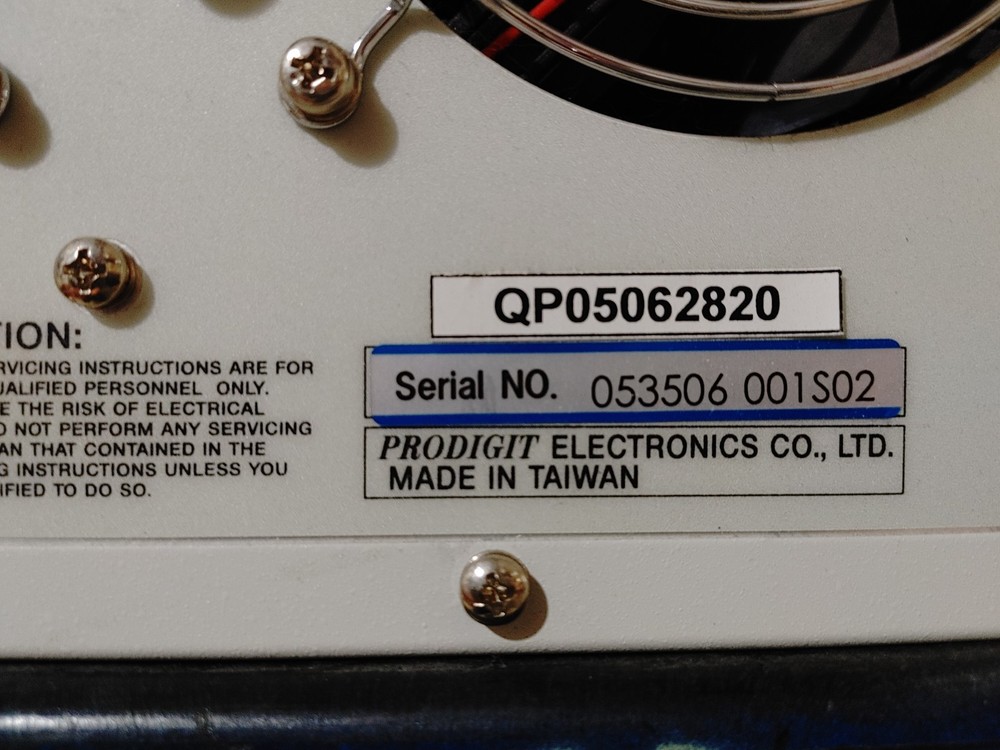 TION:
RVICING INSTRUCTIONS ARE FOR
UALIFIED PERSONNEL ONLY.
E THE RISK OF ELECTRICAL
D NOT PERFORM ANY SERVICING
AN THAT CONTAINED IN THE
G INSTRUCTIONS UNLESS YOU
IFIED TO DO SO.
QP05062820
Serial NO. 053506 001S02
PRODIGIT ELECTRONICS CO., LTD.
MADE IN TAIWAN